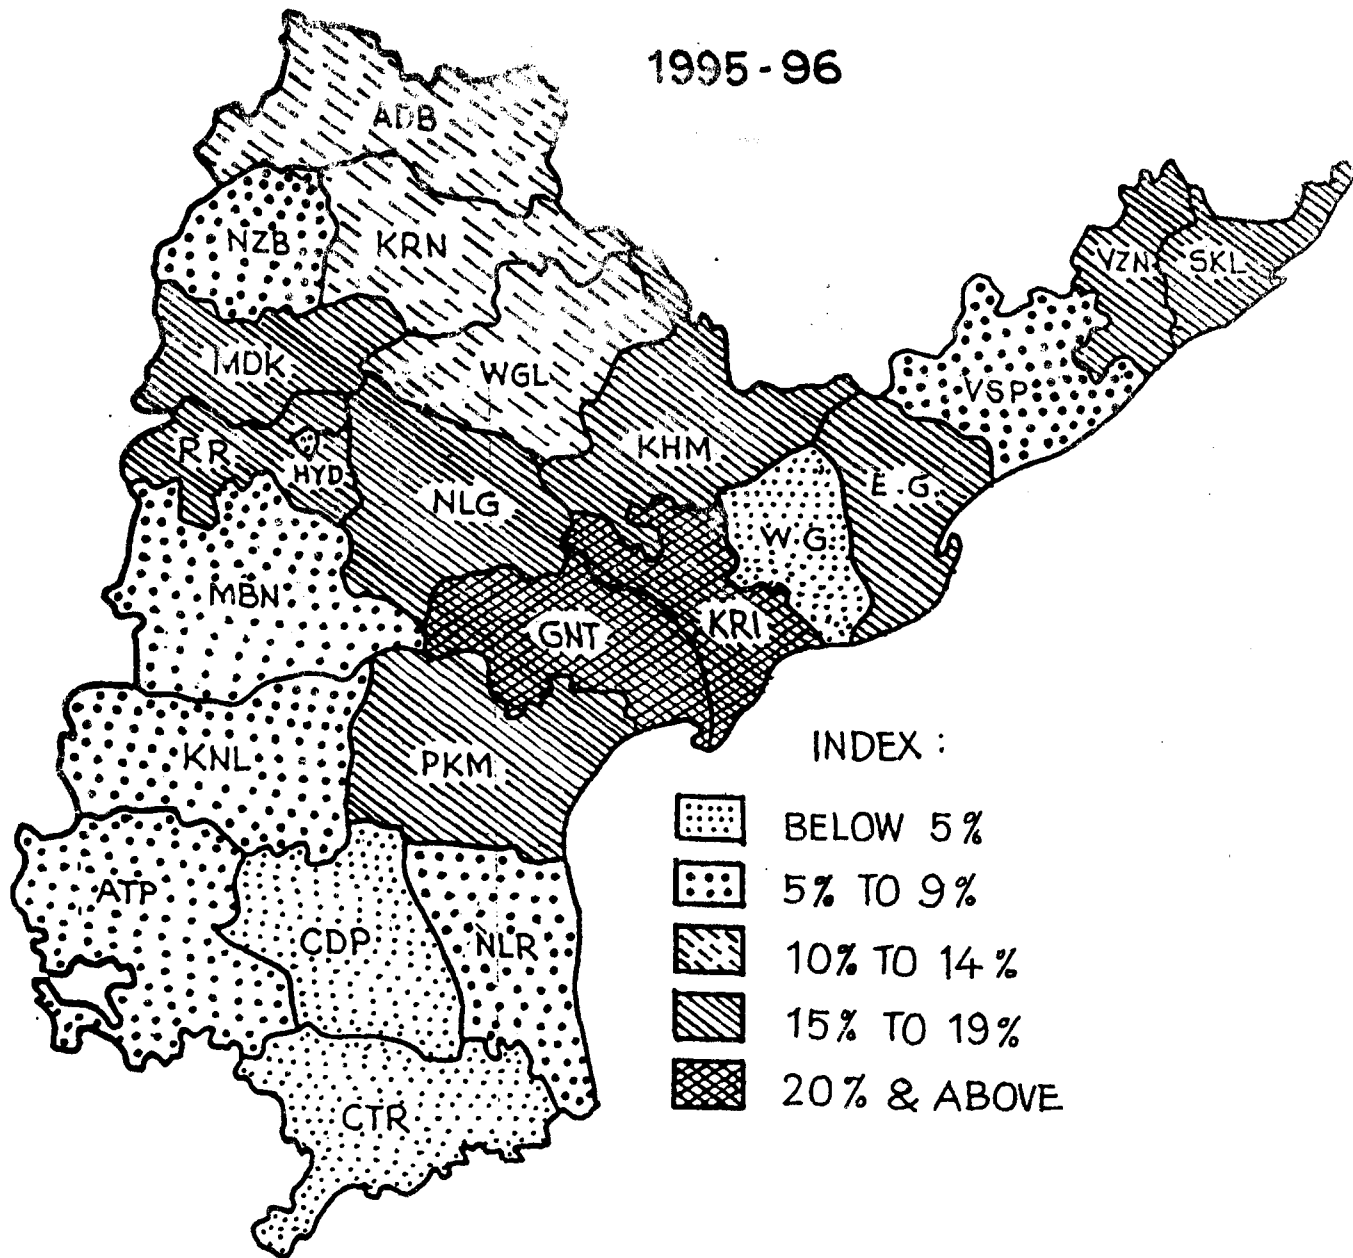 1995-96
ADB
NZB
KRN
VZN
SKL
MDK
WGL
VSP
R.R
HYD
KHM
NLG
E.G.
W.G
MBN
GNT
KRI
KNL
PKM
ATP
CDP
NLR
CTR
INDEX :
BELOW 5%
5% TO 9%
10% TO 14%
15% TO 19%
20% & ABOVE